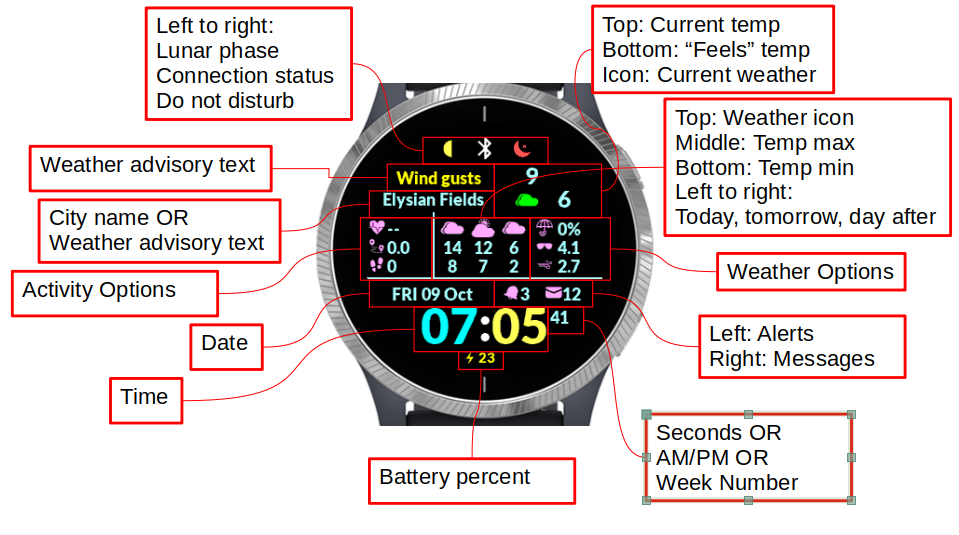 Left to right:
Lunar phase
Connection status
Do not disturb
Top: Current temp
Bottom: “Feels” temp
Icon: Current weather
Top: Weather icon
Middle: Temp max
Bottom: Temp min
Left to right:
Today, tomorrow, day after
Weather advisory text
City name OR
Weather advisory text
Activity Options
Date
Time
Wind gusts
9
Elysian Fields
6
-- 
0.0
0
14 12 6
8 7 2
0%
4.1
2.7
FRI 09 Oct
3 12
07:05
41
23
Weather Options
Left: Alerts
Right: Messages
Seconds OR
AM/PM OR
Week Number
Battery percent